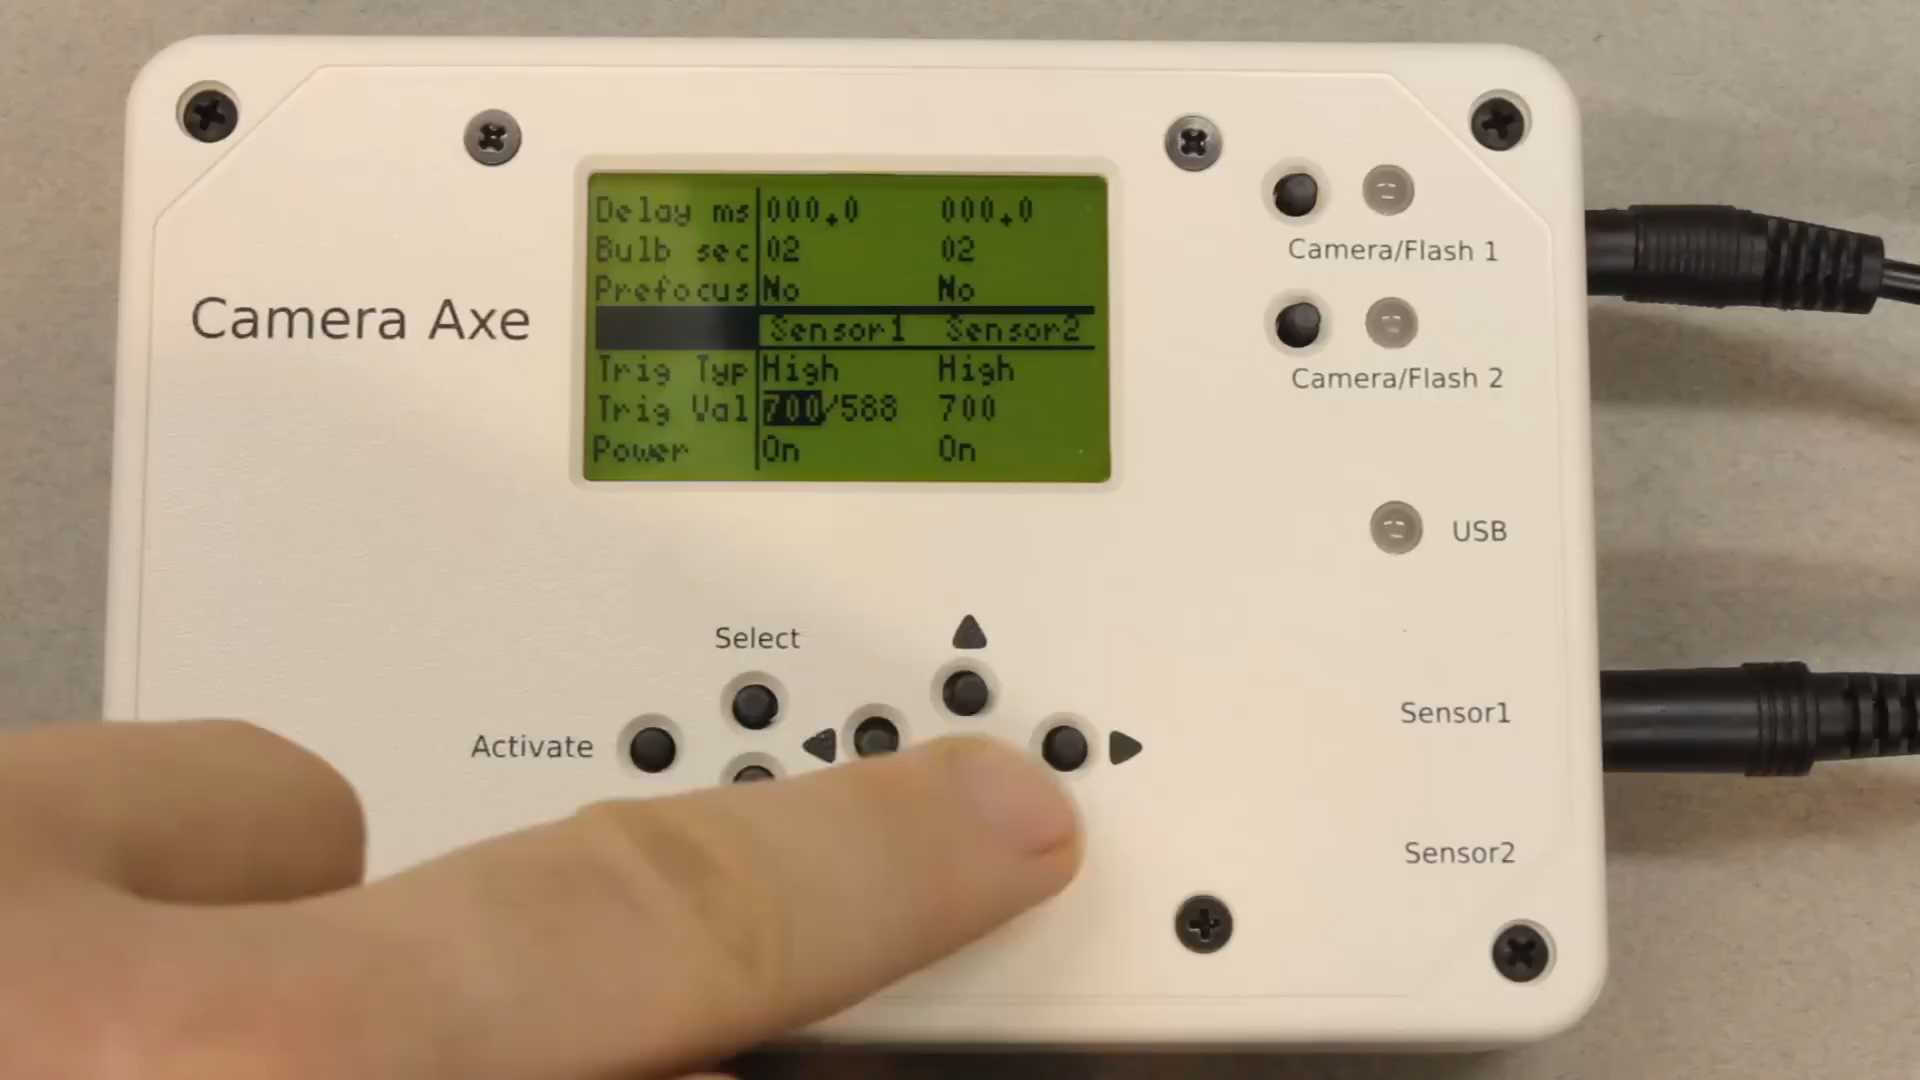 Delay ms 000.0 000.0
Bulb sec 02 02
Prefocus No No
Sensor1 Sensor2
Trig Typ High High
Trig Val 700/588 700
Power On On
Camera Axe
Camera/Flash 1
Camera/Flash 2
USB
Select
Activate
Sensor1
Sensor2